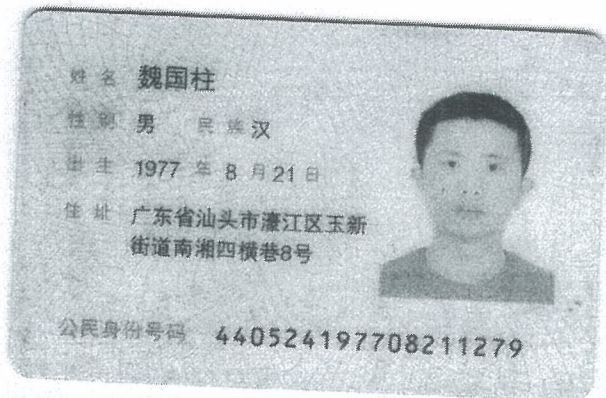 姓名 魏国柱
性别 男 民族 汉
出生 1977 年 8 月 21 日
住址 广东省汕头市濠江区玉新
街道南湘四横巷8号
公民身份号码 440524197708211279